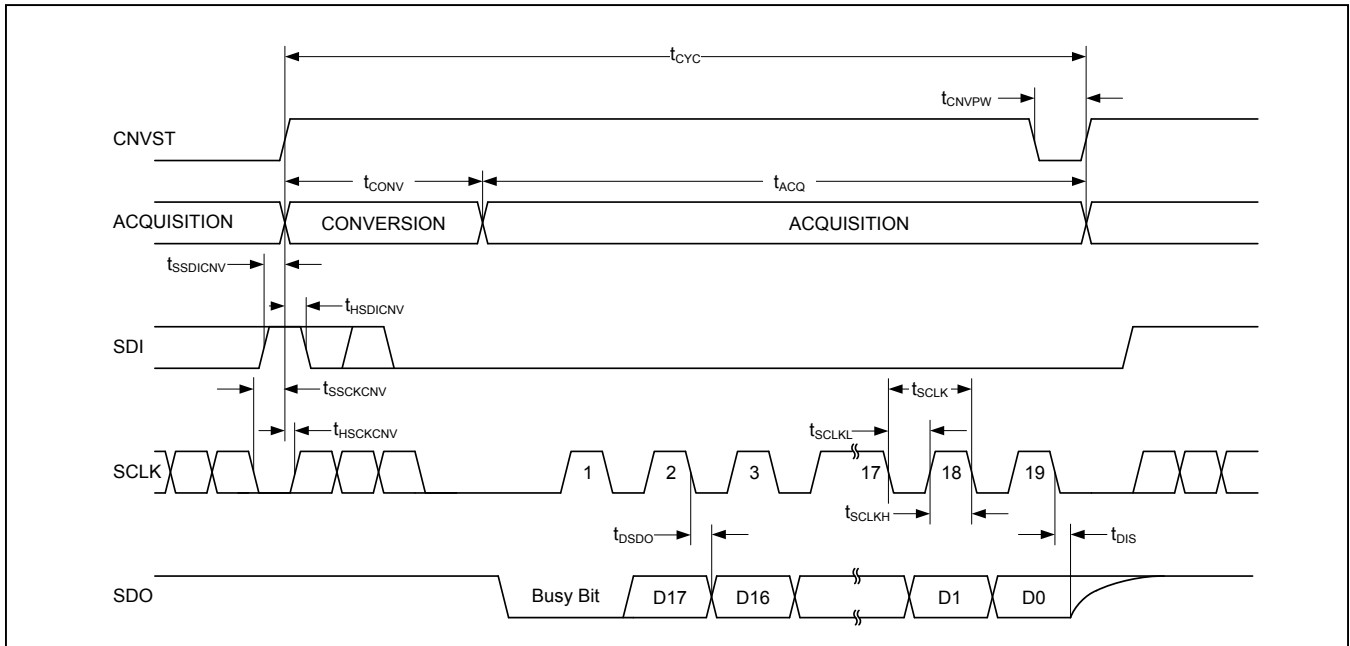 tCYC
tCNVPW
CNVST
tCONV
tACQ
ACQUISITION CONVERSION ACQUISITION
tSSDICNV
tHSDICNV
SDI
tSSCKCNV
tSCLK
tHSCKCNV
tSCLKL
SCLK 1 2 3 17 18 19
tSCLKH
tDSDO
tDIS
SDO Busy Bit D17 D16 D1 D0